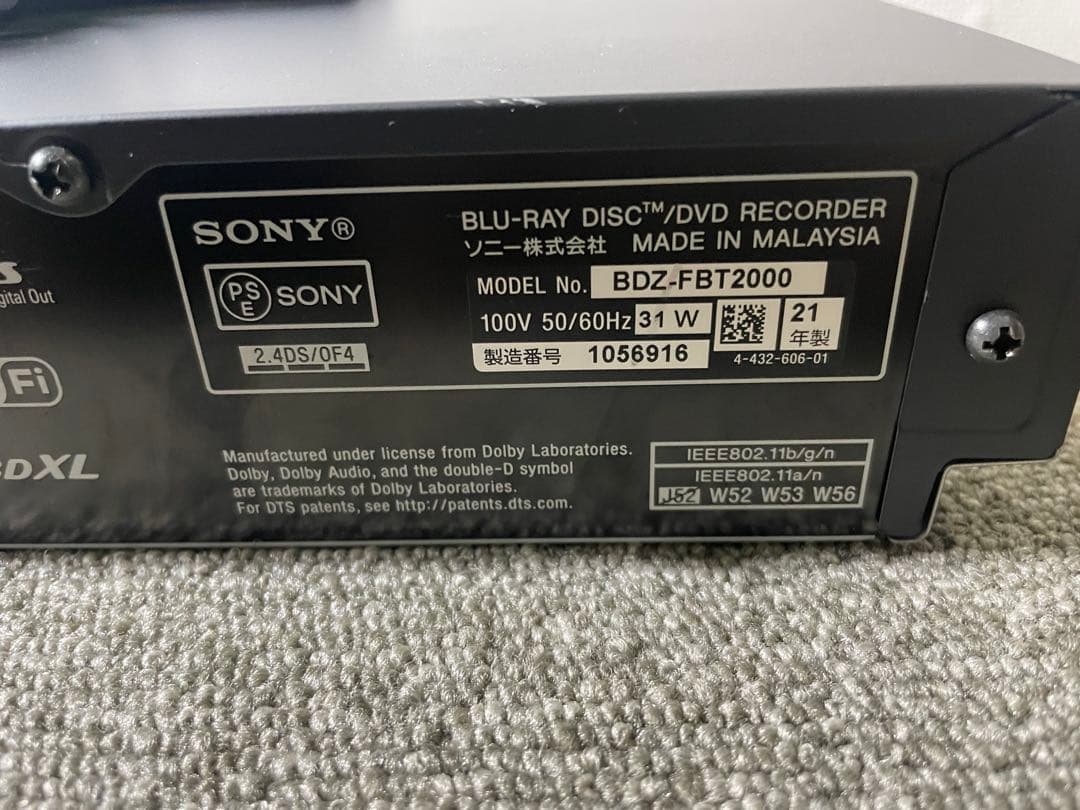 SONY®
BLU-RAY DISC™/DVD RECORDER
ソニー株式会社 MADE IN MALAYSIA
PSE SONY
MODEL No. BDZ-FBT2000
100V 50/60Hz 31 W
21年製
2.4DS/OF4
製造番号 1056916
4-432-606-01
gital Out
Fi
DXL
Manufactured under license from Dolby Laboratories.
Dolby, Dolby Audio, and the double-D symbol
are trademarks of Dolby Laboratories.
For DTS patents, see http://patents.dts.com.
IEEE802.11b/g/n
IEEE802.11a/n
J52 W52 W53 W56